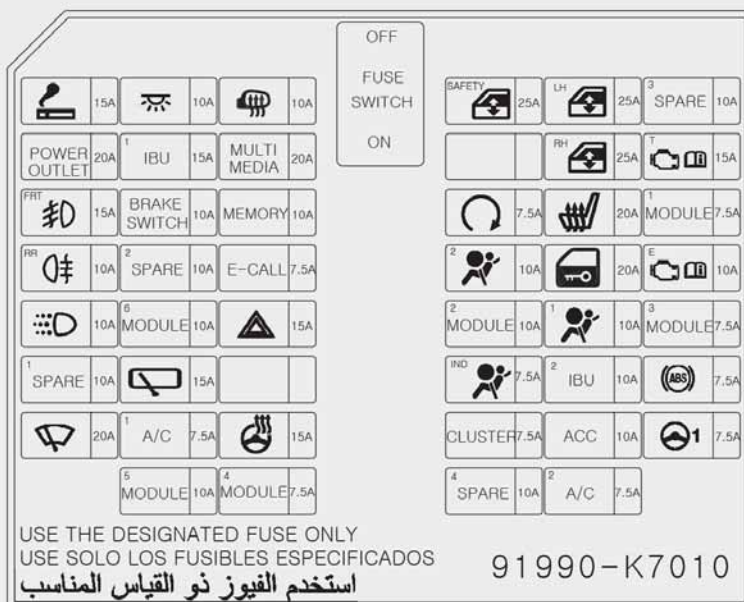 OFF
FUSE
SWITCH
ON
15A 10A 10A
POWER OUTLET 20A 1 IBU 15A MULTI MEDIA 20A
FRT 15A BRAKE SWITCH 10A MEMORY 10A
RR 10A 2 SPARE 10A E-CALL 7.5A
10A 6 MODULE 10A 15A
1 SPARE 10A 15A
20A 1 A/C 7.5A 15A
5 MODULE 10A 4 MODULE 7.5A
SAFETY 25A LH 25A 3 SPARE 10A
RH 25A T 15A
7.5A 20A 1 MODULE 7.5A
2 10A 20A E 10A
2 MODULE 10A 1 10A 3 MODULE 7.5A
IND 7.5A 2 IBU 10A (ABS) 7.5A
CLUSTER 7.5A ACC 10A 1 7.5A
4 SPARE 10A 2 A/C 7.5A
USE THE DESIGNATED FUSE ONLY
USE SOLO LOS FUSIBLES ESPECIFICADOS
استخدم الفيوز ذو القياس المناسب
91990-K7010